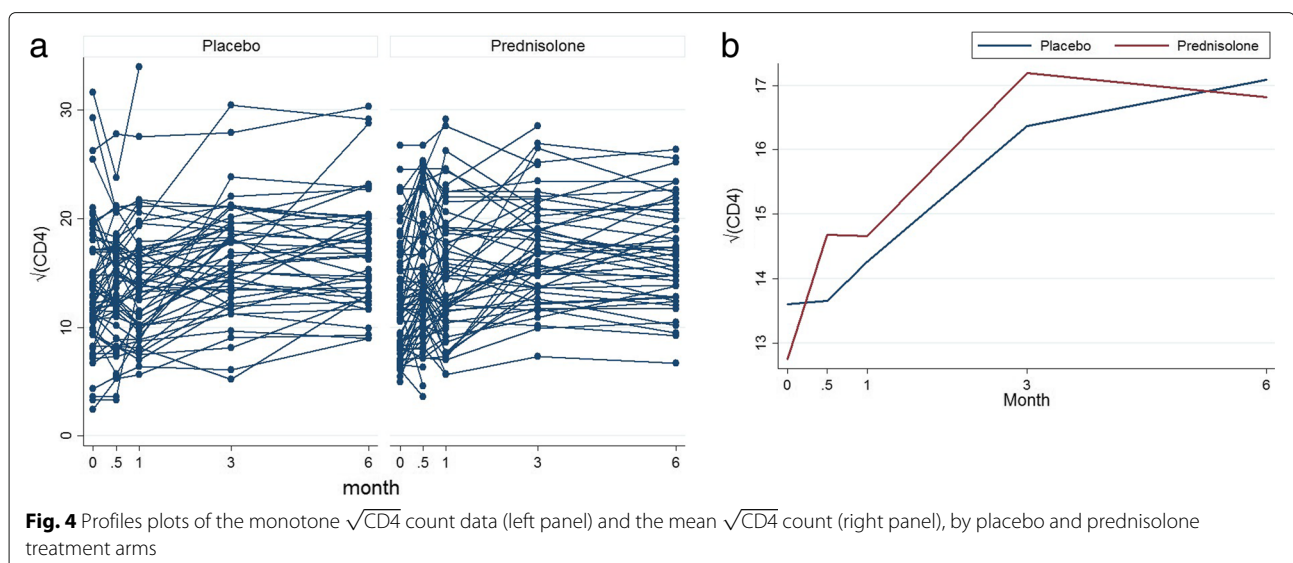 a
Placebo
Prednisolone
√(CD4)
30
20
10
0
0 .5 1 3 6
0 .5 1 3 6
month
b
Placebo
Prednisolone
√(CD4)
17
16
15
14
13
0 .5 1 3 6
Month
Fig. 4 Profiles plots of the monotone √CD4 count data (left panel) and the mean √CD4 count (right panel), by placebo and prednisolone
treatment arms